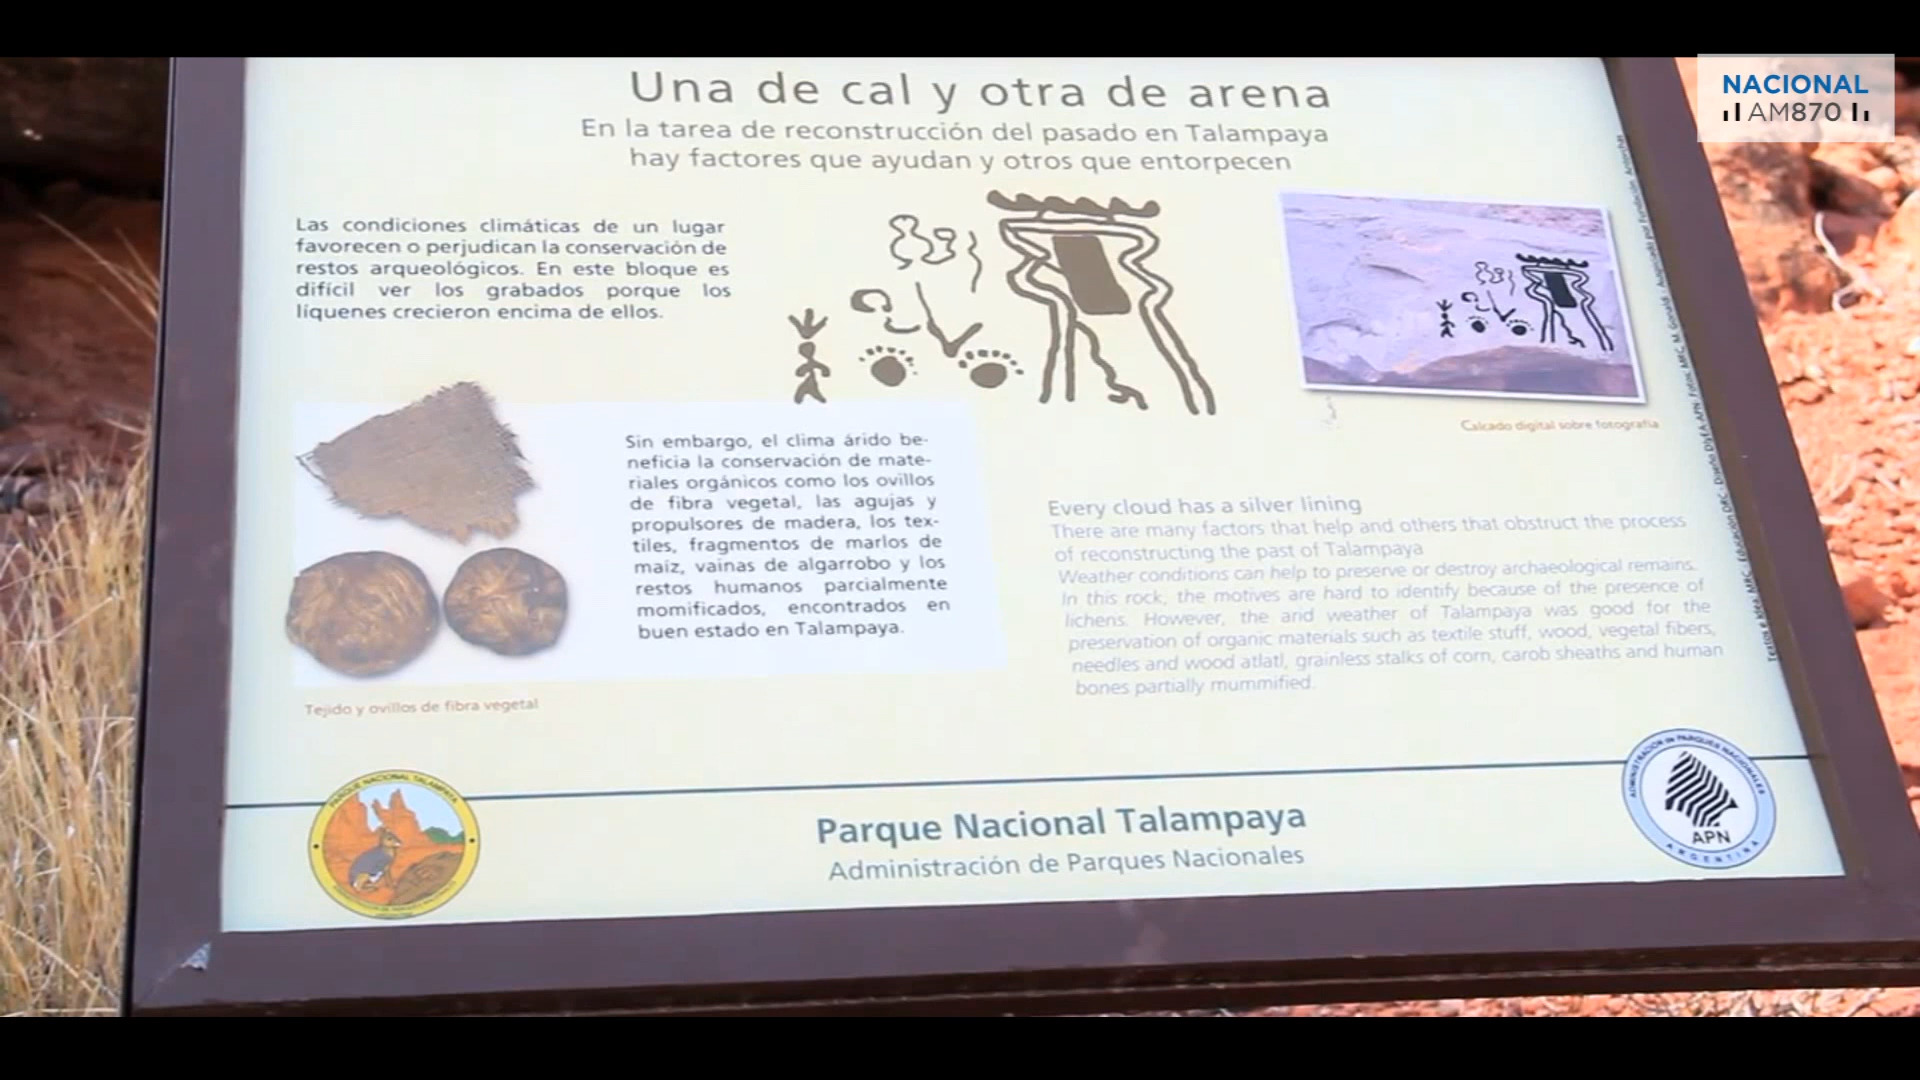 NACIONAL
AM870
Una de cal y otra de arena
En la tarea de reconstrucción del pasado en Talampaya
hay factores que ayudan y otros que entorpecen
Las condiciones climáticas de un lugar
favorecen o perjudican la conservación de
restos arqueológicos. En este bloque es
difícil ver los grabados porque los
líquenes crecieron encima de ellos.
Calcado digital sobre fotografía
Sin embargo, el clima árido be-
neficia la conservación de mate-
riales orgánicos como los ovillos
de fibra vegetal, las agujas y
propulsores de madera, los tex-
tiles, fragmentos de marlos de
maíz, vainas de algarrobo y los
restos humanos parcialmente
momificados, encontrados en
buen estado en Talampaya.
Tejido y ovillos de fibra vegetal
Every cloud has a silver lining
There are many factors that help and others that obstruct the process
of reconstructing the past of Talampaya
Weather conditions can help to preserve or destroy archaeological remains.
In this rock, the motives are hard to identify because of the presence of
lichens. However, the arid weather of Talampaya was good for the
preservation of organic materials such as textile stuff, wood, vegetal fibers,
needles and wood atlatl, grainless stalks of corn, carob sheaths and human
bones partially mummified.
PARQUE NACIONAL TALAMPAYA
Parque Nacional Talampaya
Administración de Parques Nacionales
ADMINISTRACIÓN DE PARQUES NACIONALES
APN
ARGENTINA